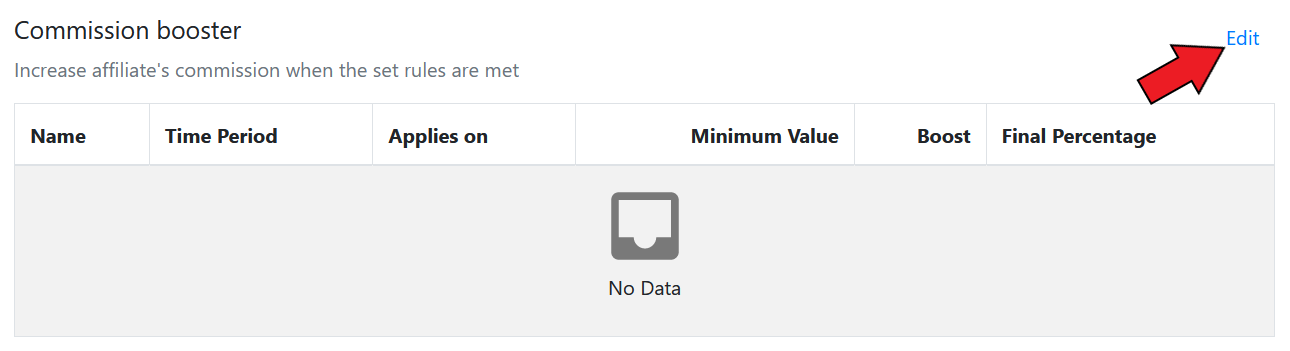 Commission booster
Edit
Increase affiliate's commission when the set rules are met
Name Time Period Applies on Minimum Value Boost Final Percentage
No Data